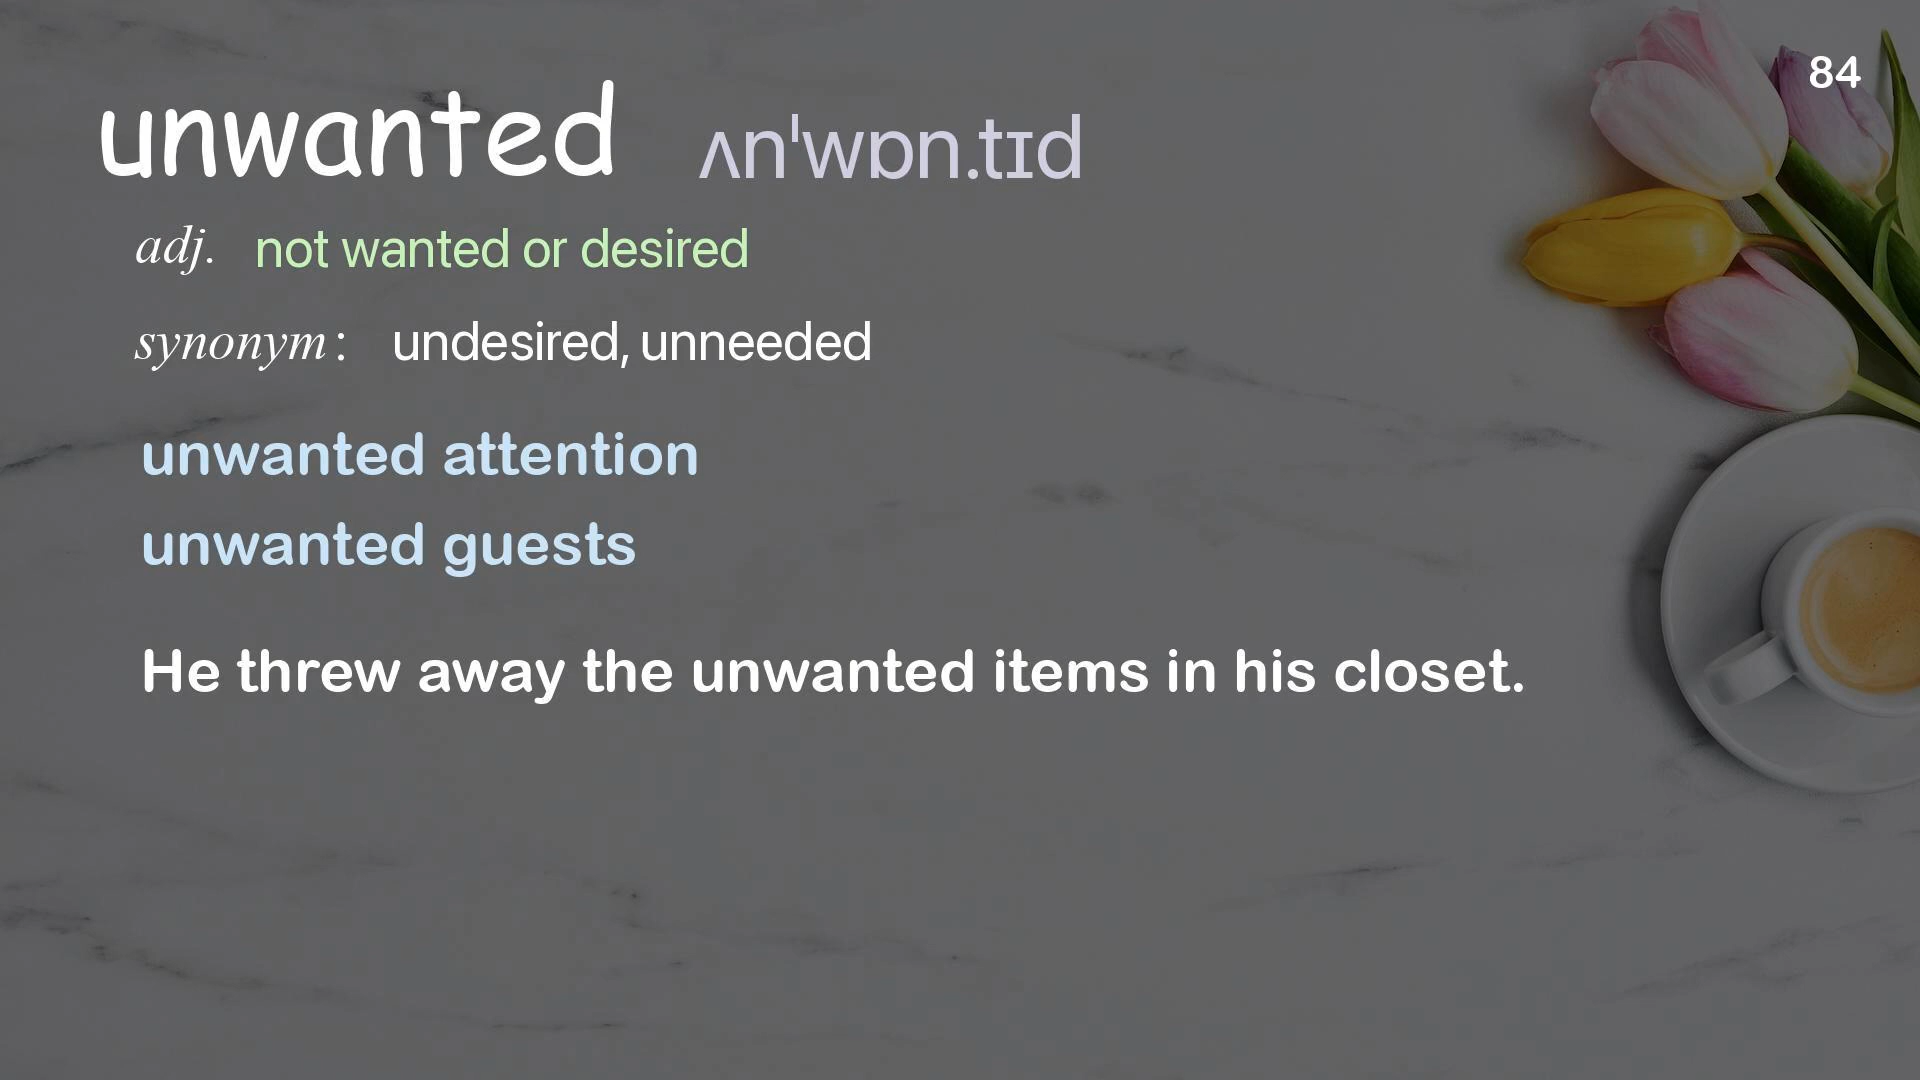 84
unwanted ʌnˈwɒn.tɪd
adj. not wanted or desired
synonym: undesired, unneeded
unwanted attention
unwanted guests
He threw away the unwanted items in his closet.